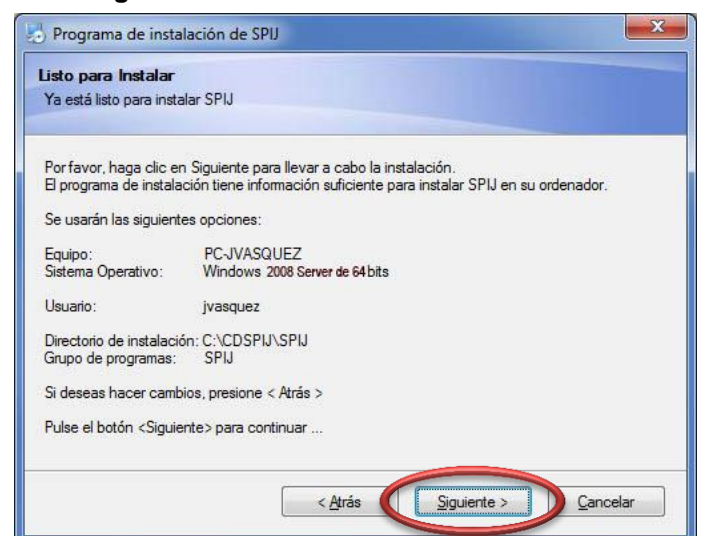 Programa de instalación de SPIJ
Listo para Instalar
Ya está listo para instalar SPIJ
Por favor, haga clic en Siguiente para llevar a cabo la instalación.
El programa de instalación tiene información suficiente para instalar SPIJ en su ordenador.
Se usarán las siguientes opciones:
Equipo: PC-JVASQUEZ
Sistema Operativo: Windows 2008 Server de 64 bits
Usuario: jvasquez
Directorio de instalación: C:\CDSPIJ\SPIJ
Grupo de programas: SPIJ
Si deseas hacer cambios, presione < Atrás >
Pulse el botón <Siguiente> para continuar ...
< Atrás Siguiente > Cancelar